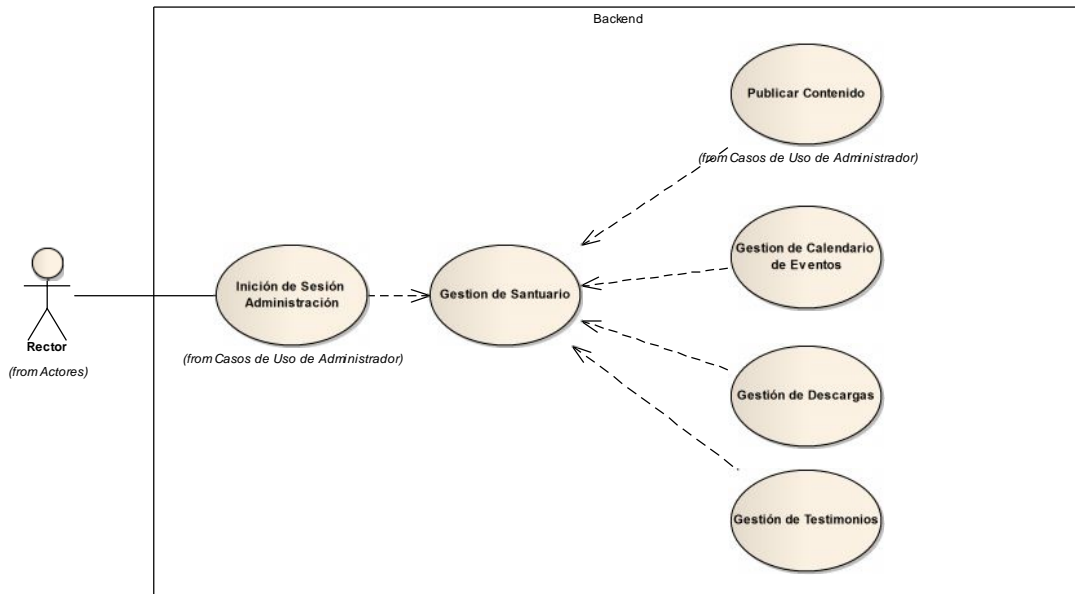 Backend
Publicar Contenido
(from Casos de Uso de Administrador)
Gestion de Calendario
de Eventos
Inición de Sesión
Administración
(from Casos de Uso de Administrador)
Gestion de Santuario
Rector
(from Actores)
Gestión de Descargas
Gestión de Testimonios